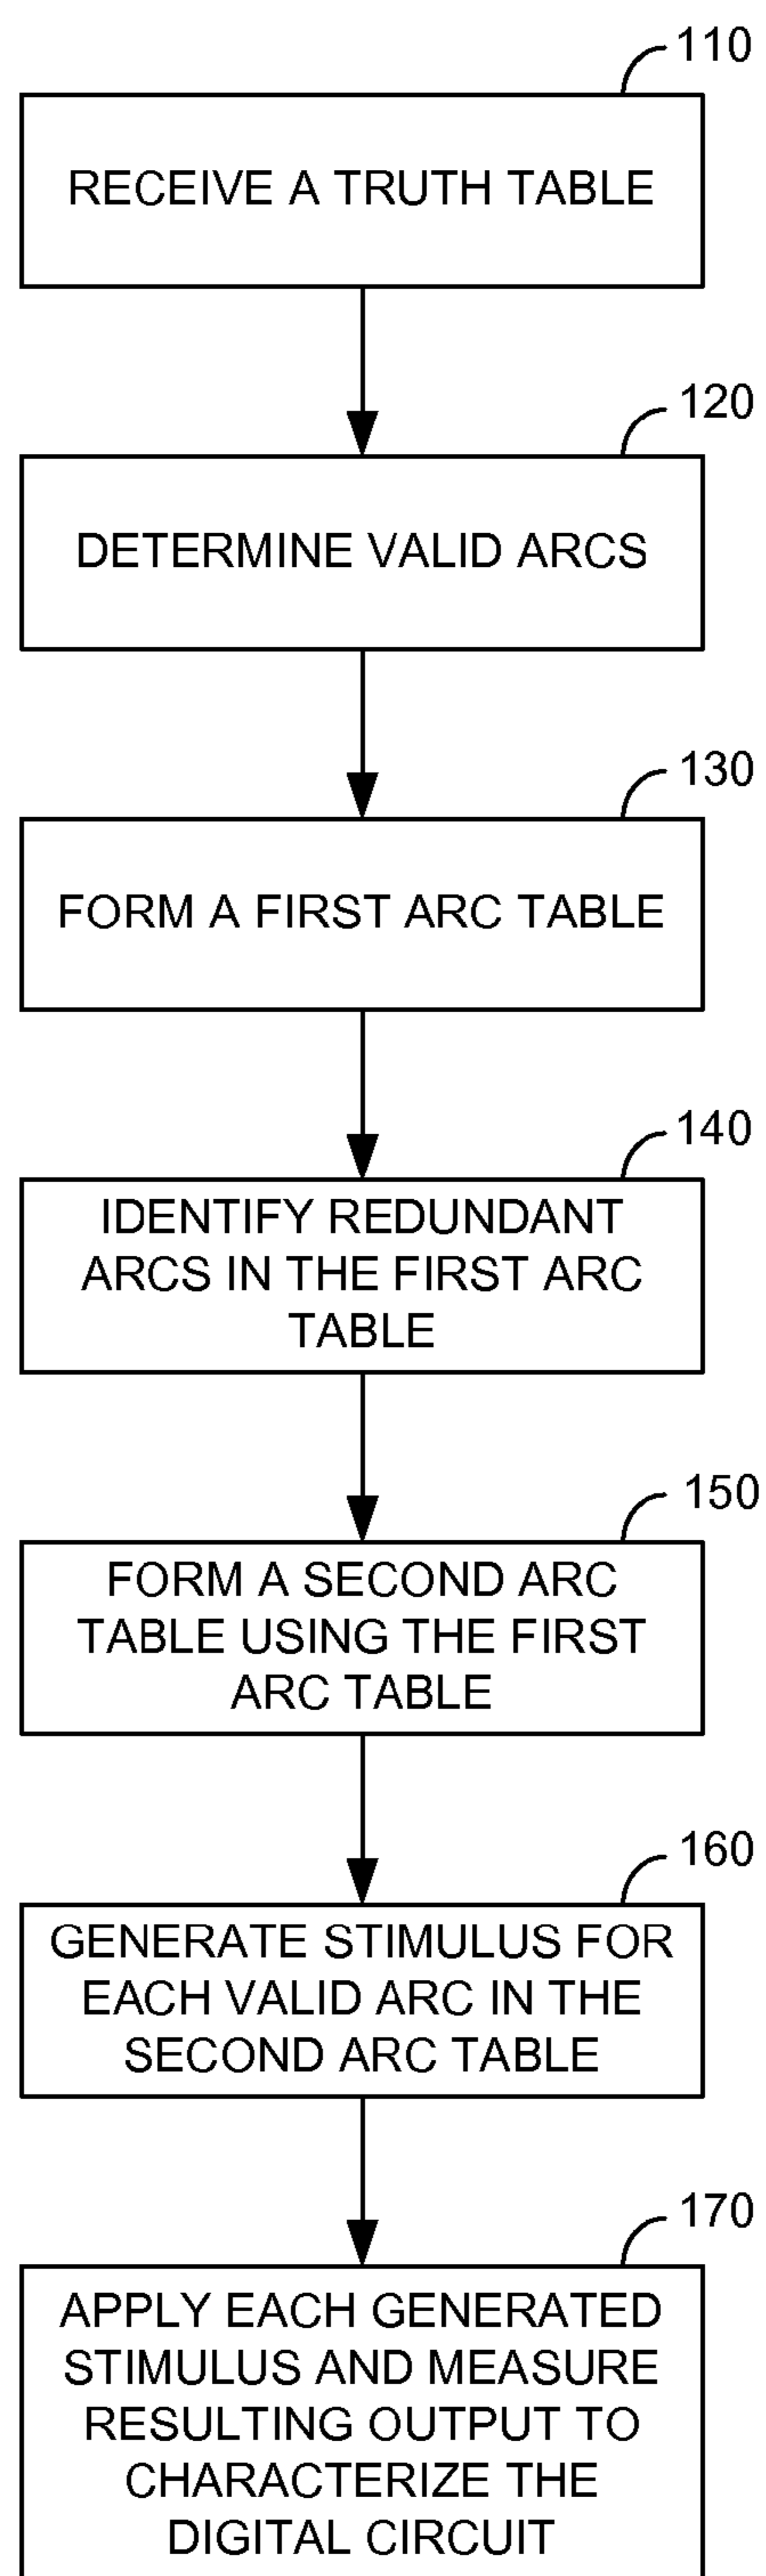 110
RECEIVE A TRUTH TABLE
120
DETERMINE VALID ARCS
130
FORM A FIRST ARC TABLE
140
IDENTIFY REDUNDANT
ARCS IN THE FIRST ARC
TABLE
150
FORM A SECOND ARC
TABLE USING THE FIRST
ARC TABLE
160
GENERATE STIMULUS FOR
EACH VALID ARC IN THE
SECOND ARC TABLE
170
APPLY EACH GENERATED
STIMULUS AND MEASURE
RESULTING OUTPUT TO
CHARACTERIZE THE
DIGITAL CIRCUIT